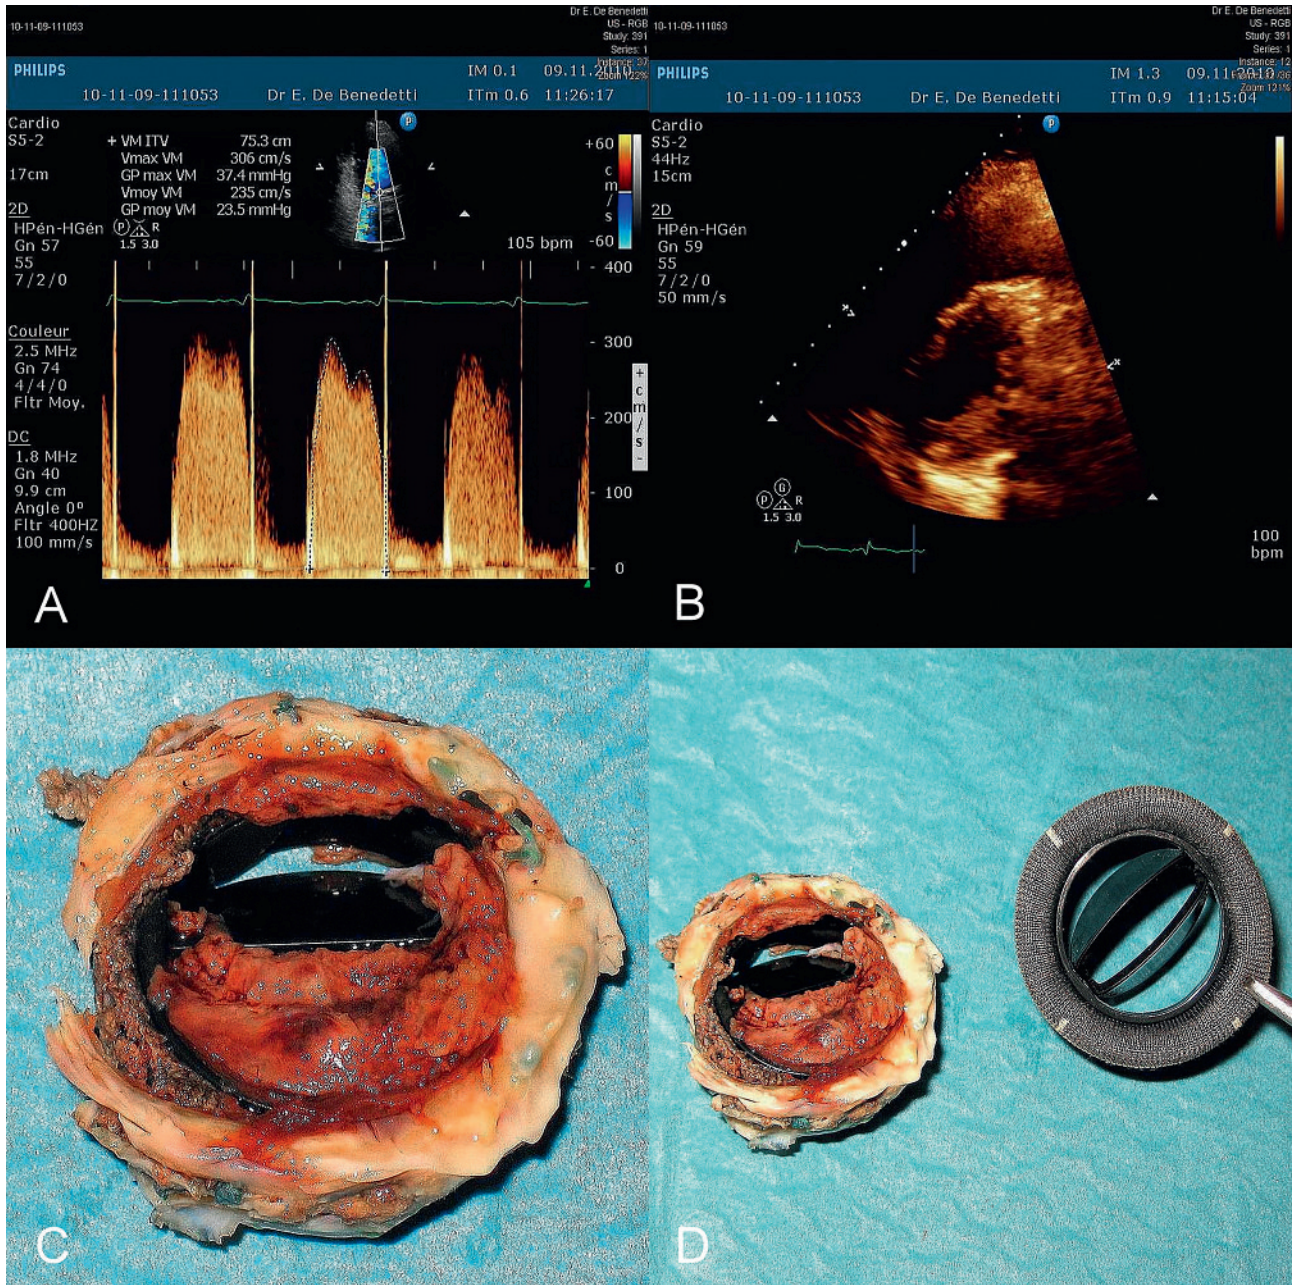 Dr E. De Benedetti
10-11-09-111053
US - RGB
Study: 391
Series: 1
PHILIPS
IM 0.1 09.11.2010
10-11-09-111053 Dr E. De Benedetti ITm 0.6 11:26:17
Cardio
S5-2
17cm
2D
HPén-HGén
Gn 57
55
7/2/0
Couleur
2.5 MHz
Gn 74
4/4/0
Fltr Moy.
DC
1.8 MHz
Gn 40
9.9 cm
Angle 0°
Fltr 400HZ
100 mm/s
+ VM ITV 75.3 cm
Vmax VM 306 cm/s
GP max VM 37.4 mmHg
Vmoy VM 235 cm/s
GP moy VM 23.5 mmHg
P R
1.5 3.0
P
+60
c
m
/
s
-60
105 bpm
- 400
- 300
- 200
- 100
- 0
+
c
m
/
s
-
A
Dr E. De Benedetti
10-11-09-111053
US - RGB
Study: 391
Series: 1
Instance: 12
Zoom 121%
PHILIPS
IM 1.3
10-11-09-111053 Dr E. De Benedetti ITm 0.9 11:15:04
Cardio
S5-2
44Hz
15cm
2D
HPén-HGén
Gn 59
55
7/2/0
50 mm/s
P
x
x
G
P R
1.5 3.0
100
bpm
B
C
D